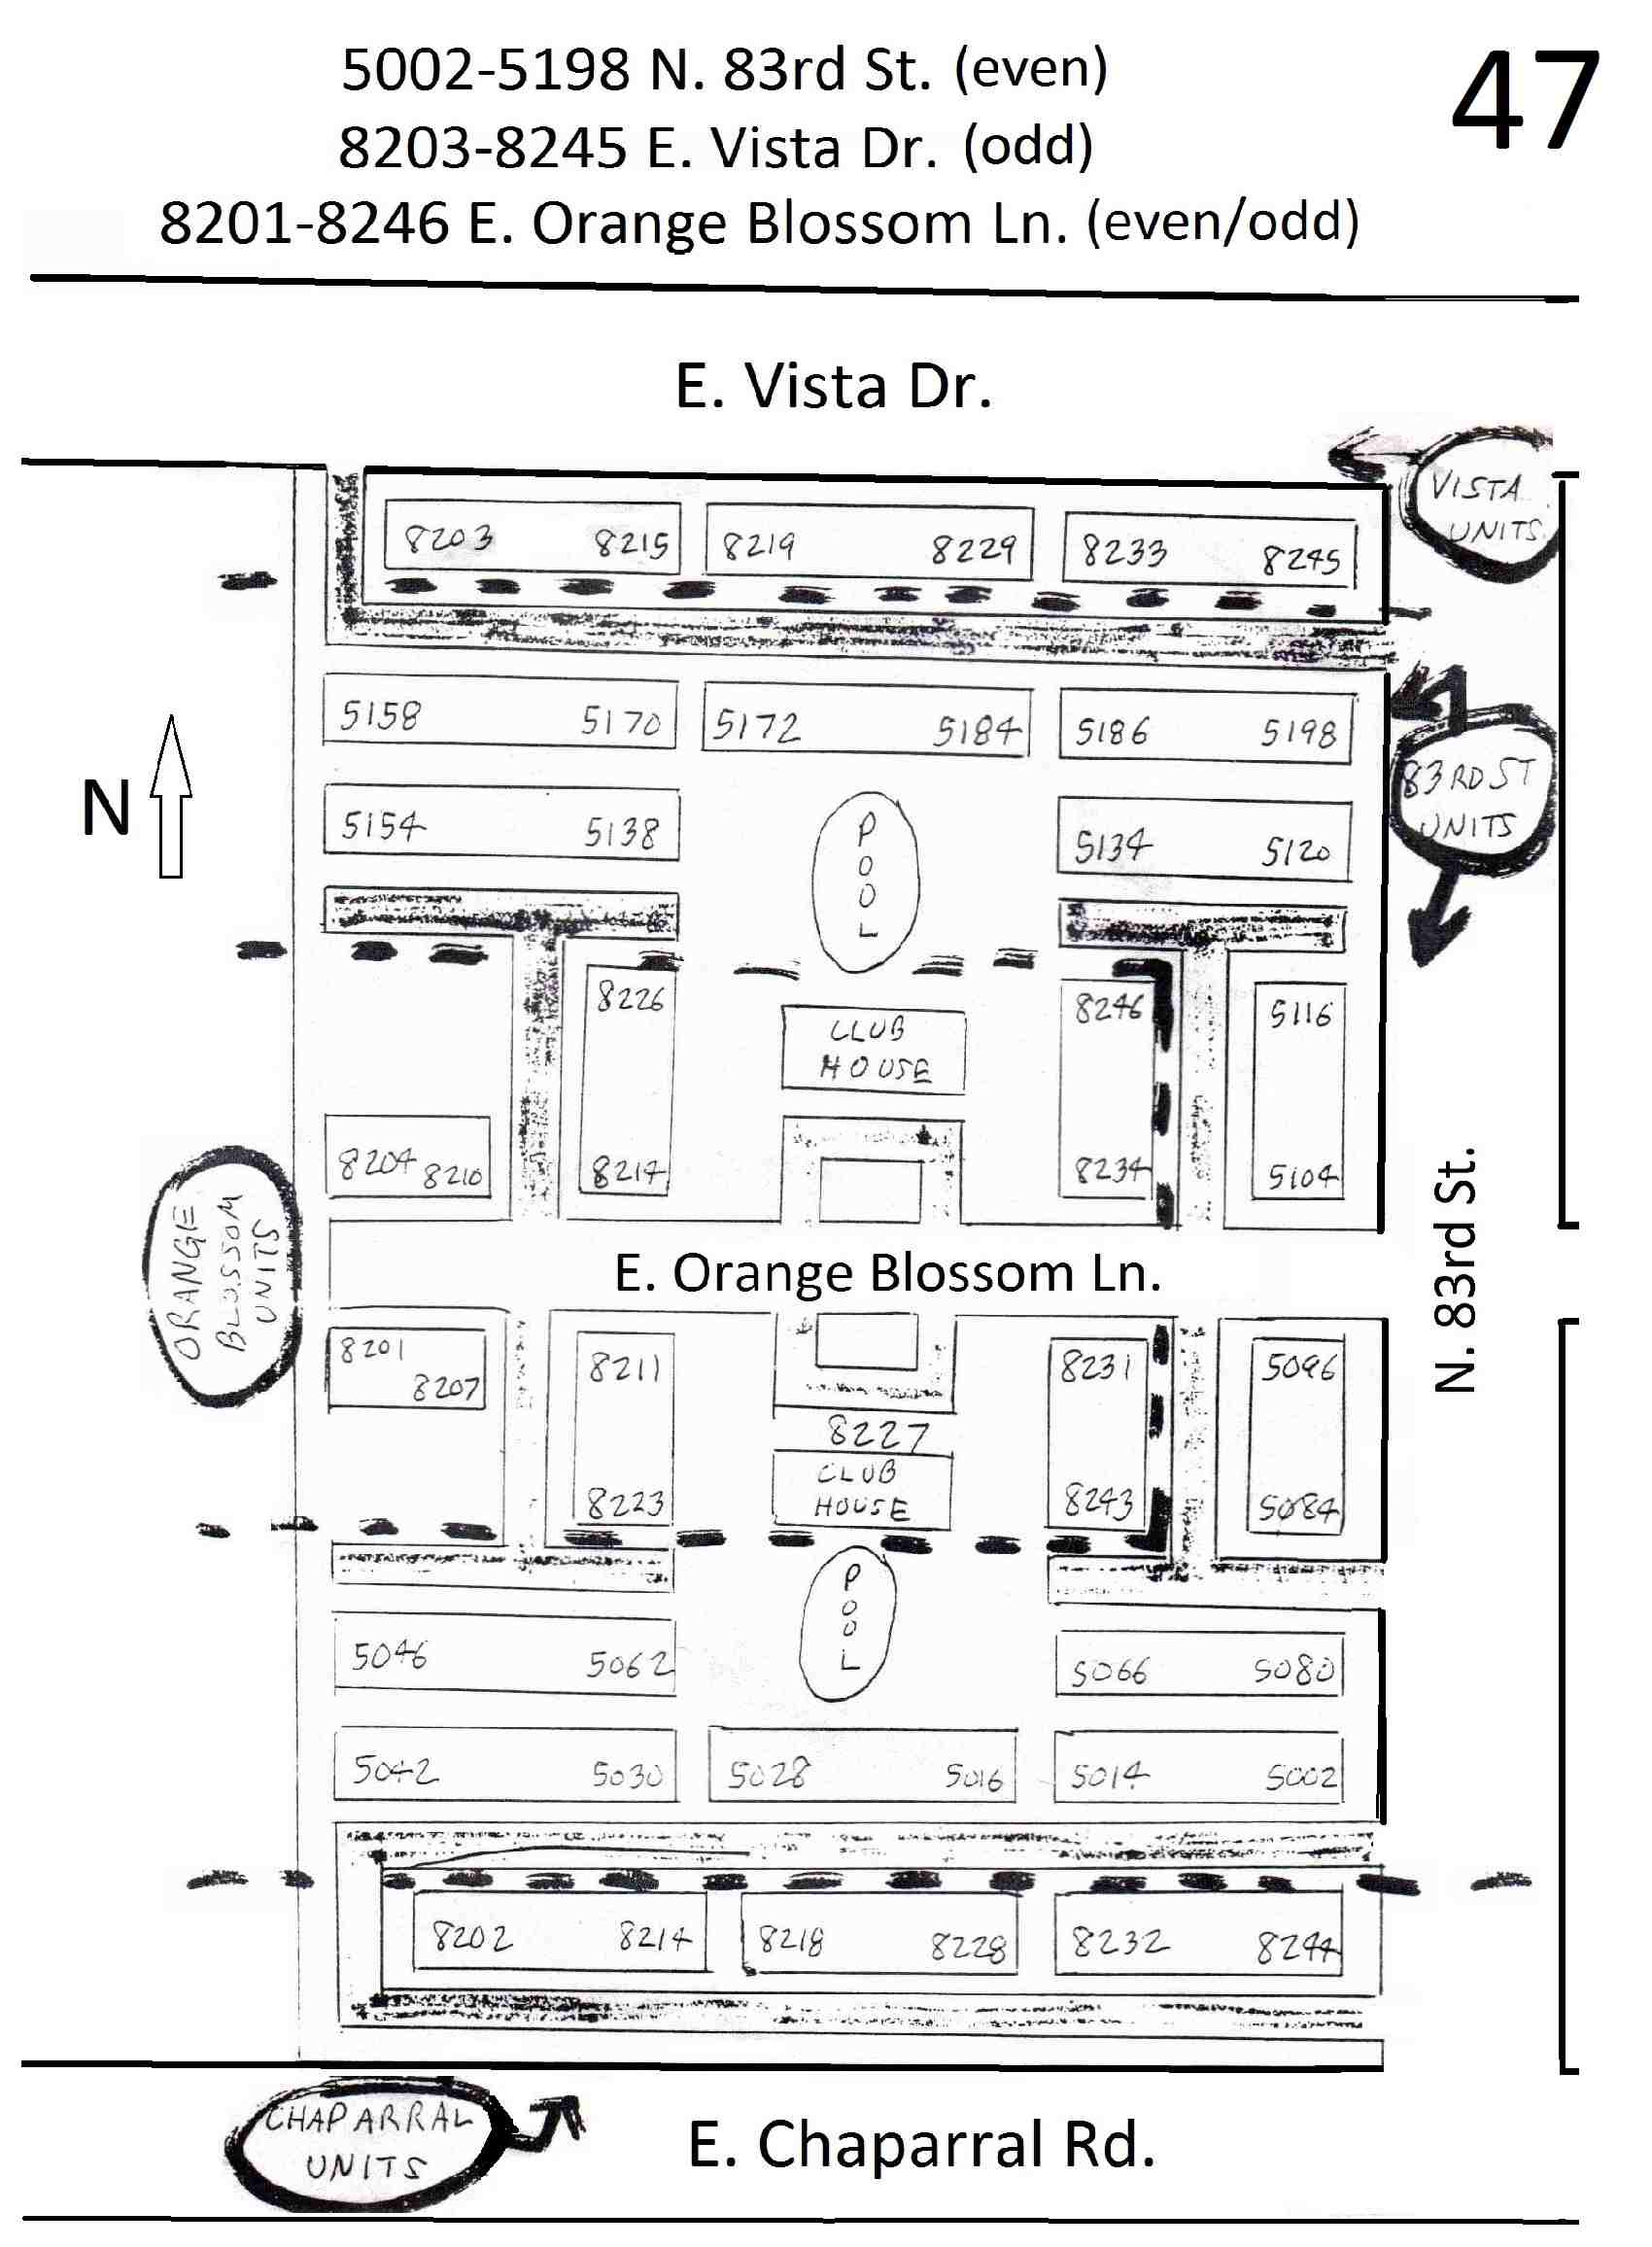 5002-5198 N. 83rd St. (even)
47
8203-8245 E. Vista Dr. (odd)
8201-8246 E. Orange Blossom Ln. (even/odd)
E. Vista Dr.
VISTA
UNITS
8203 8215 8219 8229 8233 8245
5158 5170 5172 5184 5186 5198
83RD ST
UNITS
N
5154 5138
POOL
5134 5120
8226
8246
5116
CLUB
HOUSE
8204 8210
8214
8234
5104
ORANGE
BLOSSOM
UNITS
E. Orange Blossom Ln.
N. 83rd St.
8201
8207
8211
8231
5096
8227
CLUB
HOUSE
8223
8243
5084
POOL
5046 5062
5066 5080
5042 5030 5028 5016 5014 5002
8202 8214 8218 8228 8232 8244
CHAPARRAL
UNITS
E. Chaparral Rd.